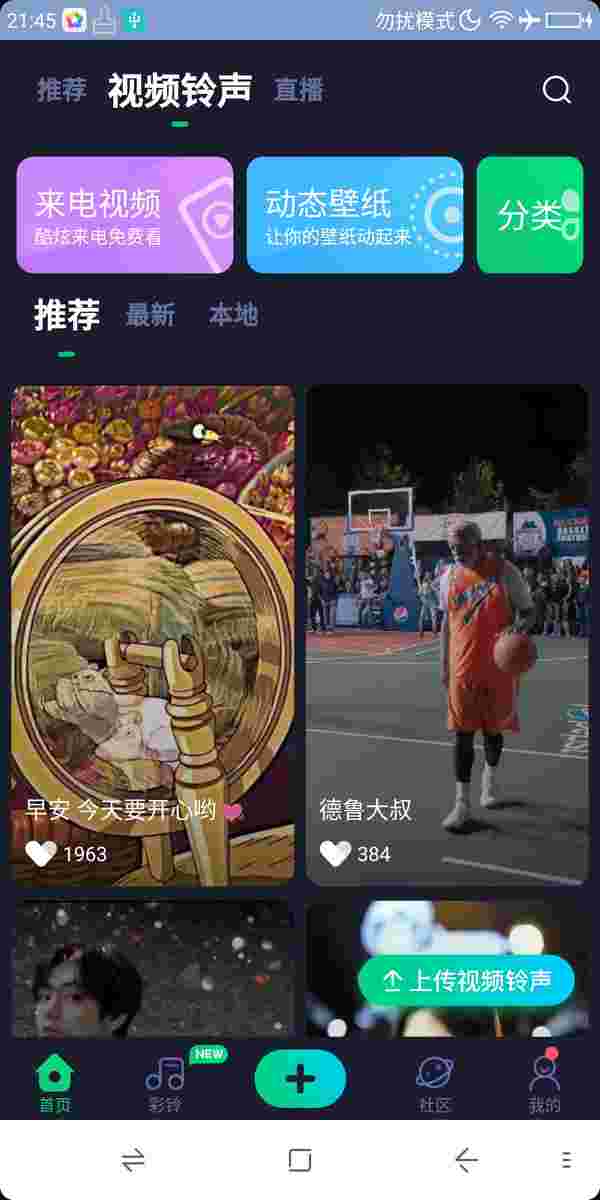 21:45 勿扰模式
推荐 视频铃声 直播
来电视频
酷炫来电免费看
动态壁纸
让你的壁纸动起来
分类
推荐 最新 本地
早安 今天要开心哟
1963
德鲁大叔
384
上传视频铃声
NEW
首页 彩铃 社区 我的